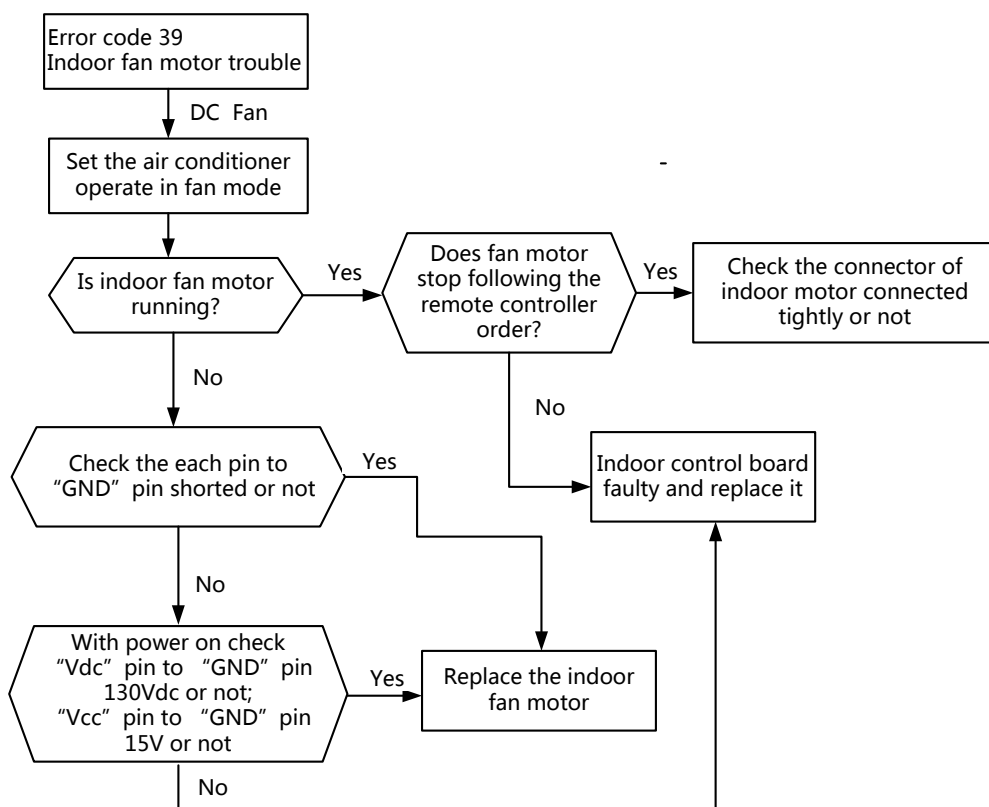 Error code 39
Indoor fan motor trouble
DC Fan
Set the air conditioner
operate in fan mode
-
Is indoor fan motor
running?
Yes
Does fan motor
stop following the
remote controller
order?
Yes
Check the connector of
indoor motor connected
tightly or not
No
No
Check the each pin to
“GND” pin shorted or not
Yes
Indoor control board
faulty and replace it
No
With power on check
“Vdc” pin to “GND” pin
130Vdc or not;
“Vcc” pin to “GND” pin
15V or not
Yes
Replace the indoor
fan motor
No